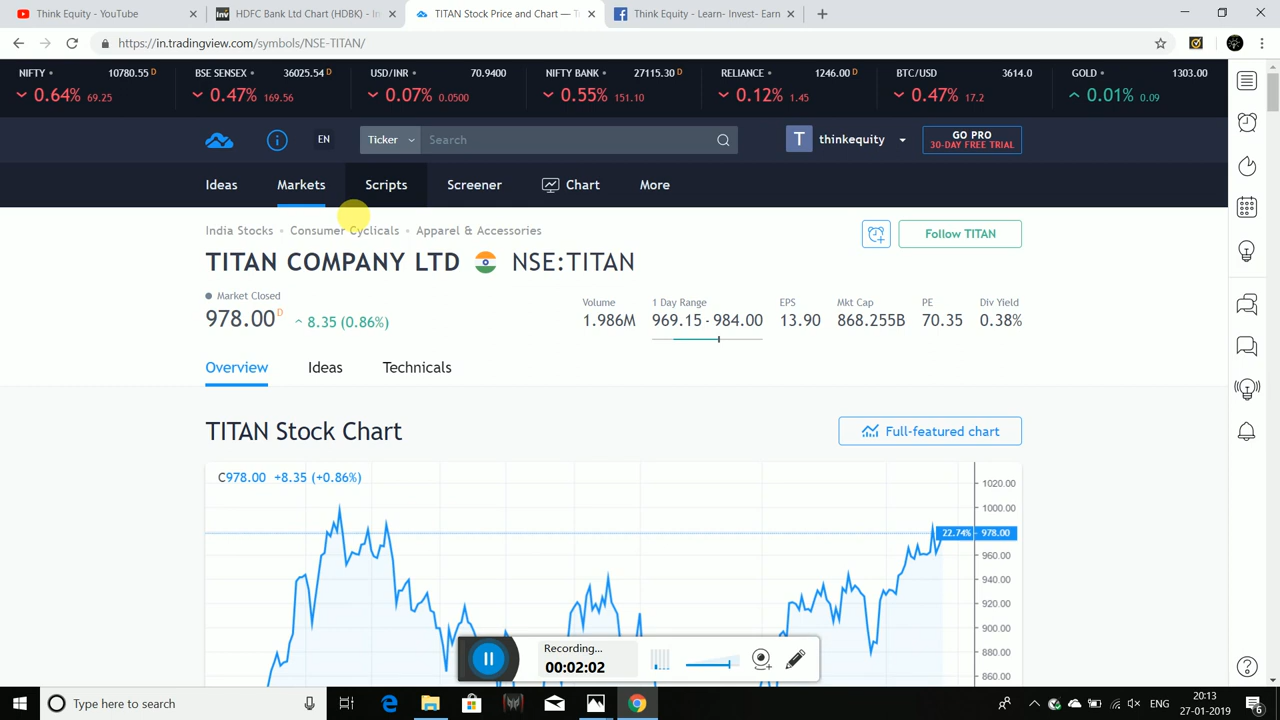 Think Equity - YouTube
HDFC Bank Ltd Chart (HDBK) - In
TITAN Stock Price and Chart — T
Think Equity - Learn- Invest- Earn
https://in.tradingview.com/symbols/NSE-TITAN/
NIFTY 10780.55 D
0.64% 69.25
BSE SENSEX 36025.54 D
0.47% 169.56
USD/INR 70.9400
0.07% 0.0500
NIFTY BANK 27115.30 D
0.55% 151.10
RELIANCE 1246.00 D
0.12% 1.45
BTC/USD 3614.0
0.47% 17.2
GOLD 1303.00
0.01% 0.09
EN
Ticker
Search
T
thinkequity
GO PRO
30-DAY FREE TRIAL
Ideas Markets Scripts Screener Chart More
India Stocks • Consumer Cyclicals • Apparel & Accessories
Follow TITAN
TITAN COMPANY LTD NSE:TITAN
Market Closed
978.00 D 8.35 (0.86%)
Volume
1.986M
1 Day Range
969.15 - 984.00
EPS
13.90
Mkt Cap
868.255B
PE
70.35
Div Yield
0.38%
Overview Ideas Technicals
TITAN Stock Chart
Full-featured chart
C978.00 +8.35 (+0.86%)
1020.00
1000.00
22.74% 978.00
960.00
940.00
920.00
900.00
880.00
860.00
Recording...
00:02:02
Type here to search
ENG
20:13
27-01-2019
6